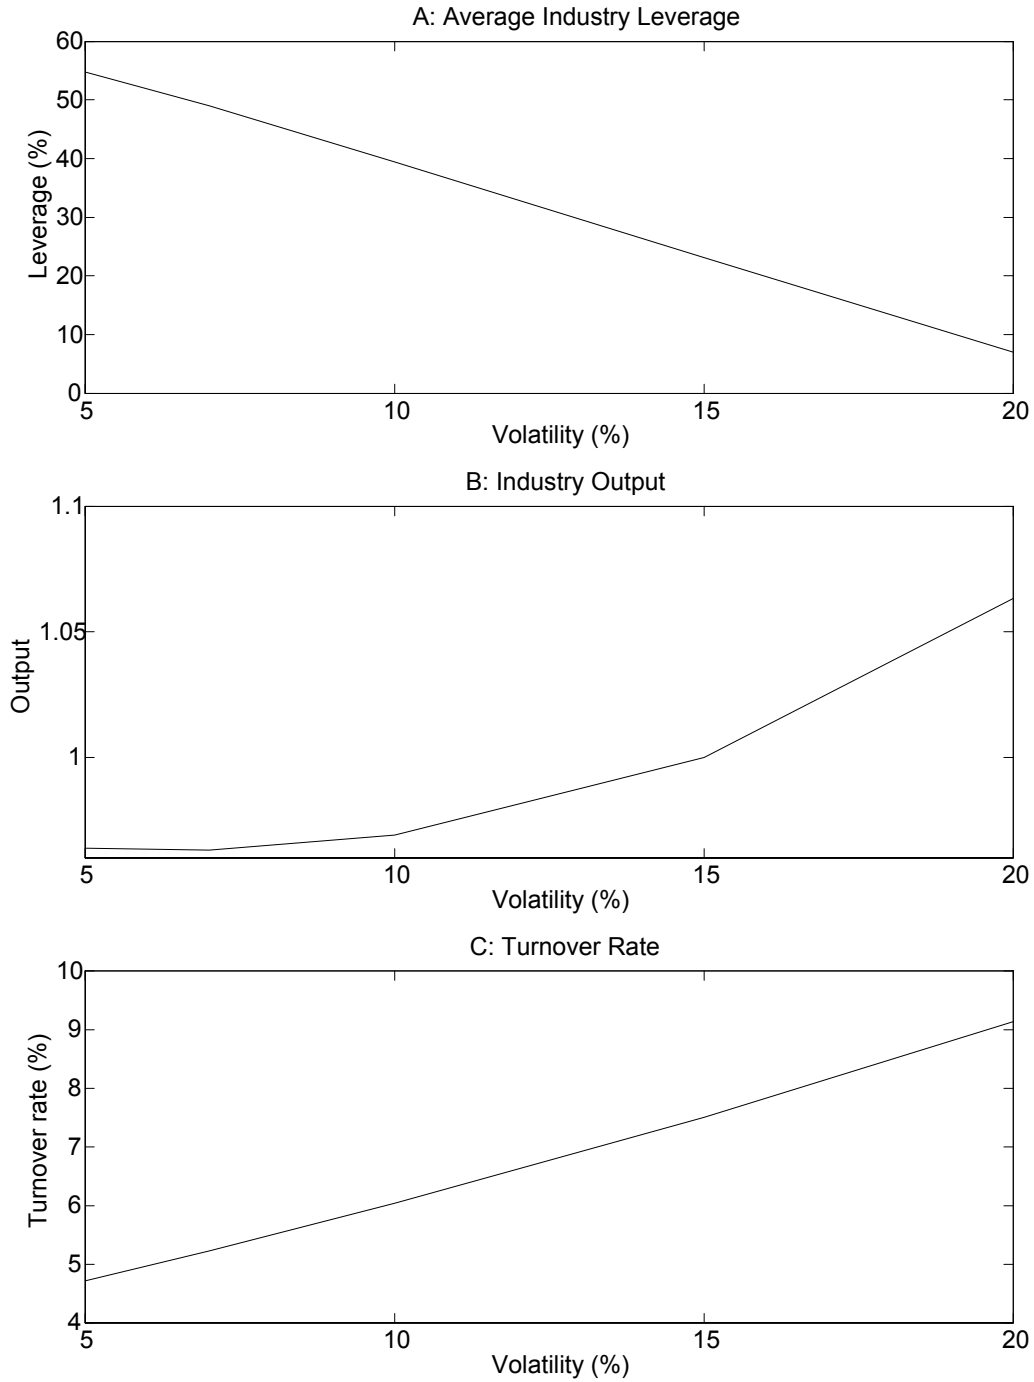 A: Average Industry Leverage
60
50
40
30
20
10
0
Leverage (%)
5 10 15 20
Volatility (%)
B: Industry Output
1.1
1.05
1
Output
5 10 15 20
Volatility (%)
C: Turnover Rate
10
9
8
7
6
5
4
Turnover rate (%)
5 10 15 20
Volatility (%)